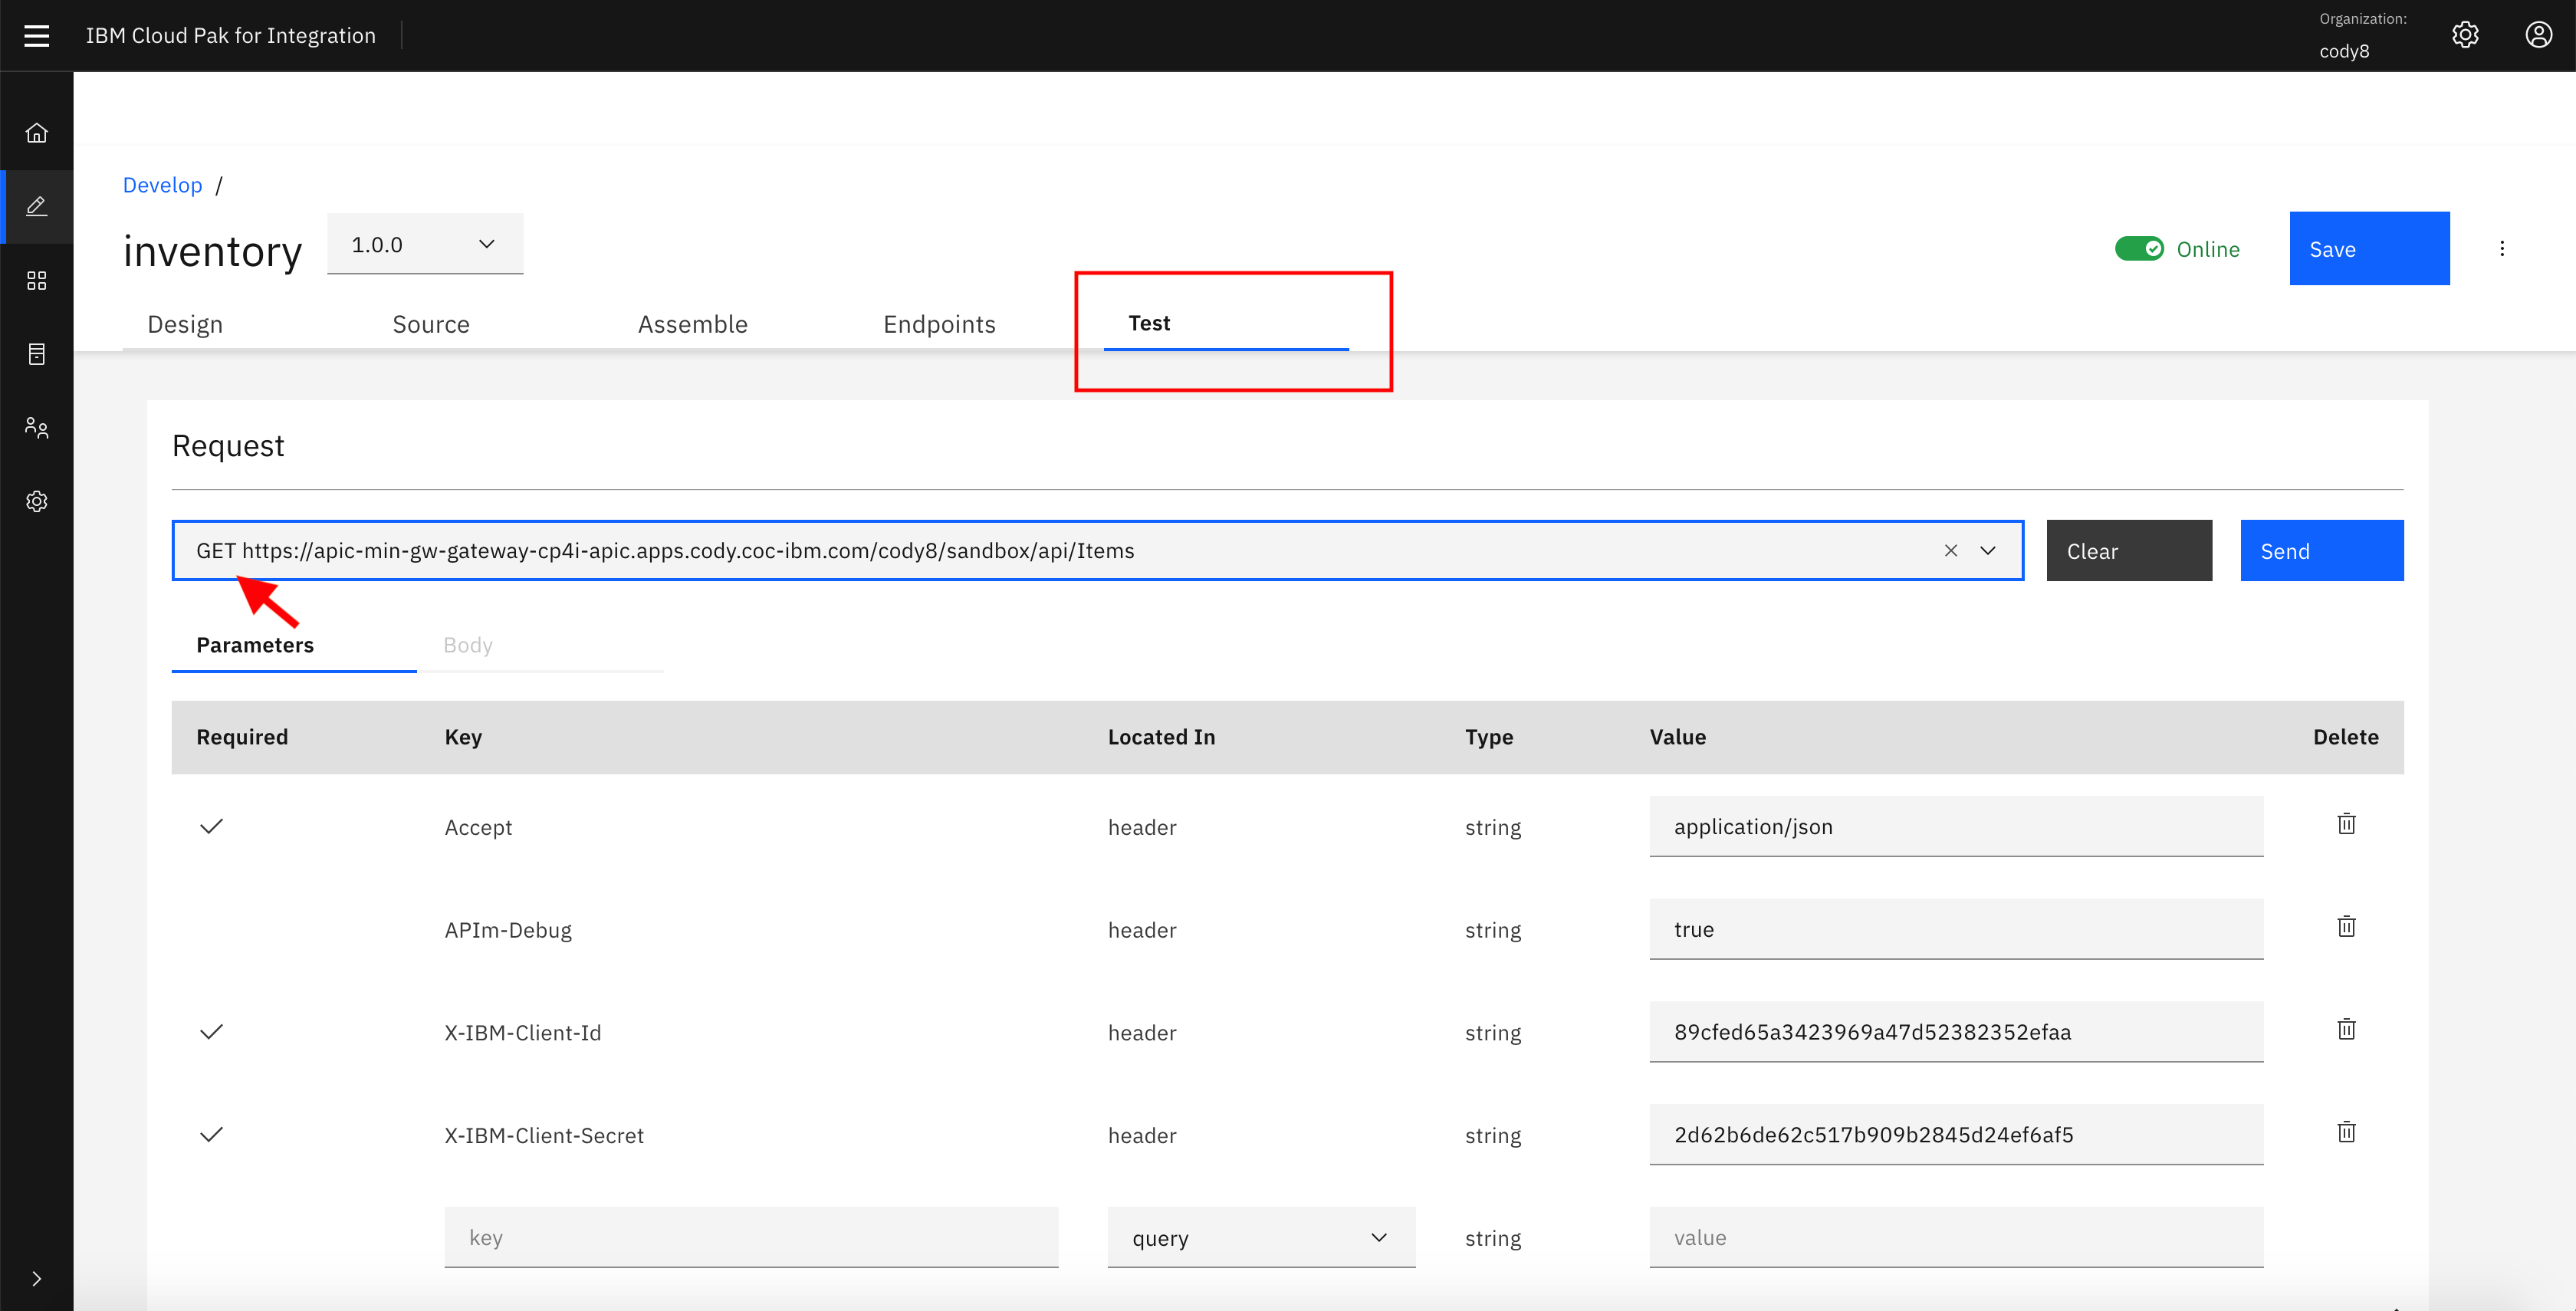 IBM Cloud Pak for Integration
Organization:
cody8
Develop /
inventory
1.0.0
Online
Save
Design Source Assemble Endpoints Test
Request
GET https://apic-min-gw-gateway-cp4i-apic.apps.cody.coc-ibm.com/cody8/sandbox/api/Items
Clear
Send
Parameters Body
Required Key Located In Type Value Delete
Accept header string application/json
APIm-Debug header string true
X-IBM-Client-Id header string 89cfed65a3423969a47d52382352efaa
X-IBM-Client-Secret header string 2d62b6de62c517b909b2845d24ef6af5
key query string value